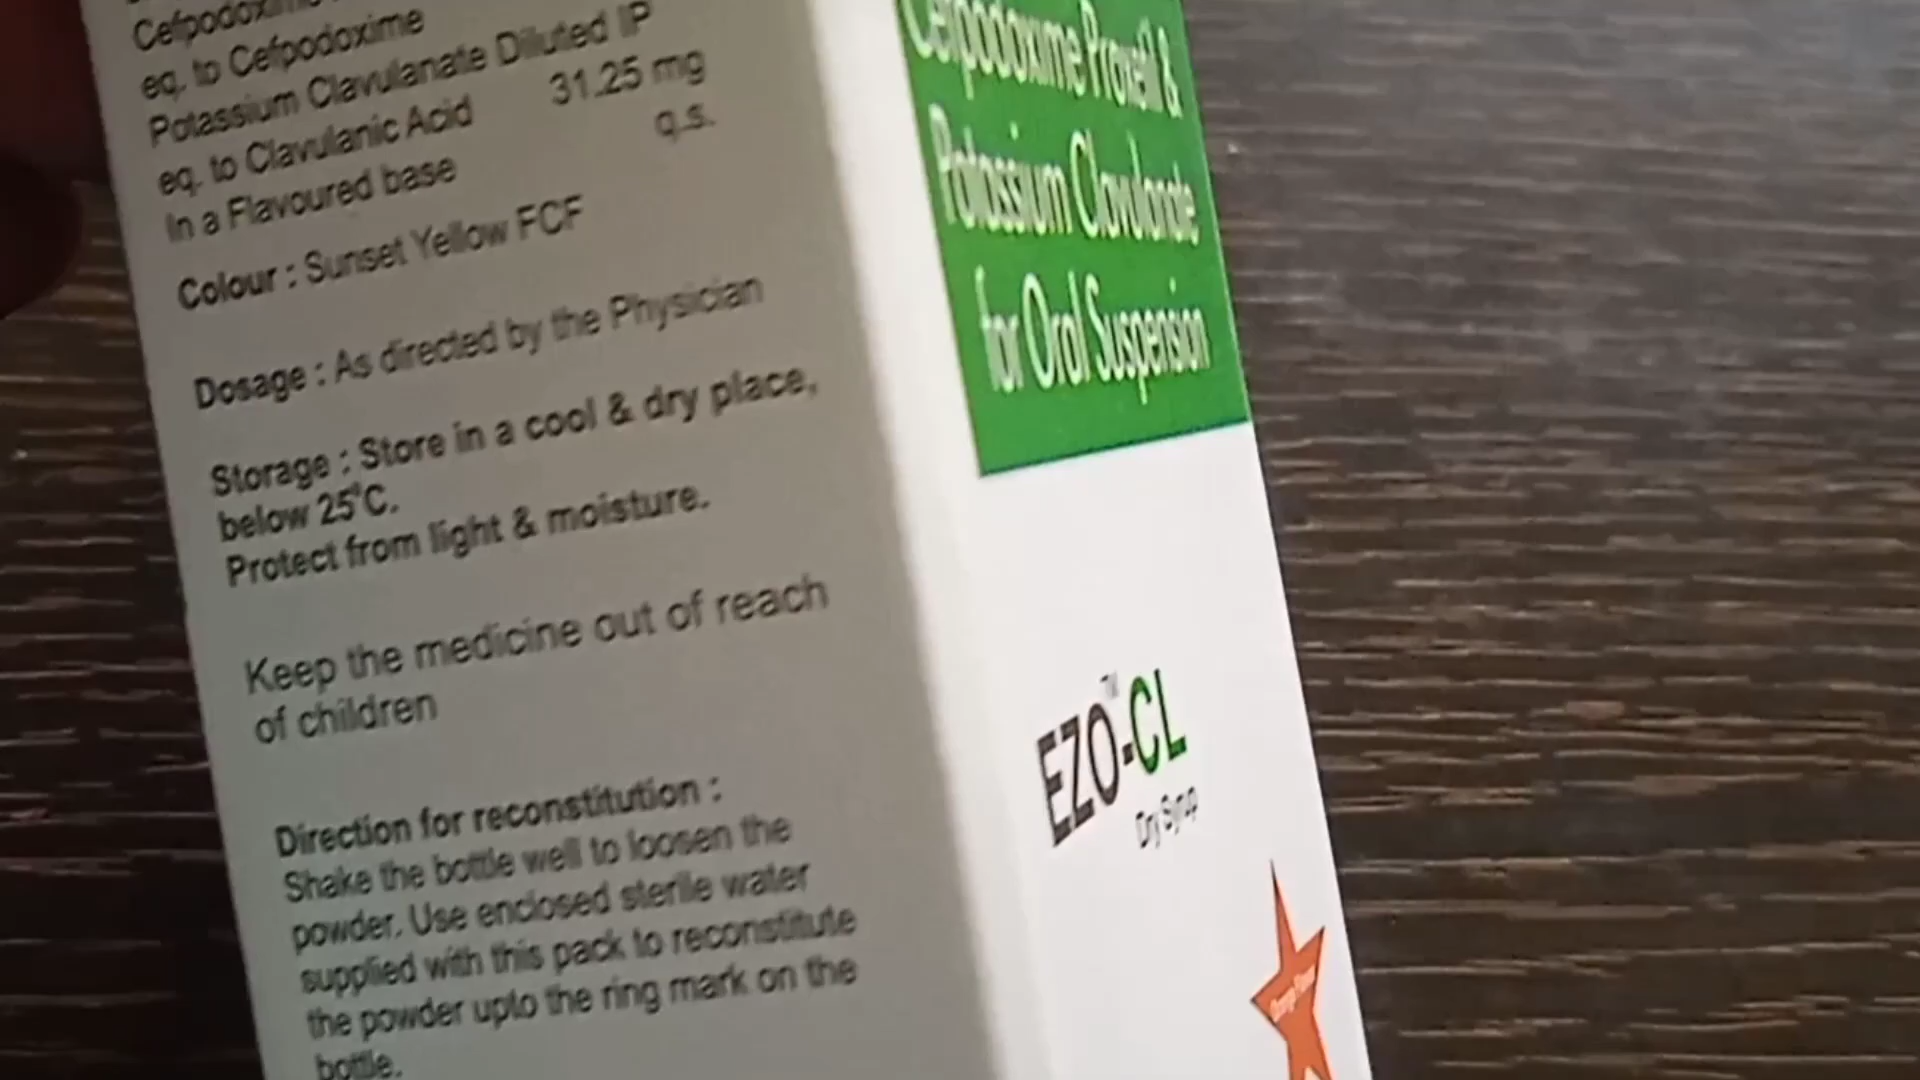 Cefpodoxime
eq. to Cefpodoxime
Potassium Clavulanate Diluted IP
eq. to Clavulanic Acid 31.25 mg
In a Flavoured base q.s.
Colour : Sunset Yellow FCF
Dosage : As directed by the Physician
Storage : Store in a cool & dry place,
below 25°C.
Protect from light & moisture.
Keep the medicine out of reach
of children
Direction for reconstitution :
Shake the bottle well to loosen the
powder. Use enclosed sterile water
supplied with this pack to reconstitute
the powder upto the ring mark on the
bottle.
Cefpodoxime Proxetil &
Potassium Clavulanate
for Oral Suspension
EZO-CL™
Dry Syrup